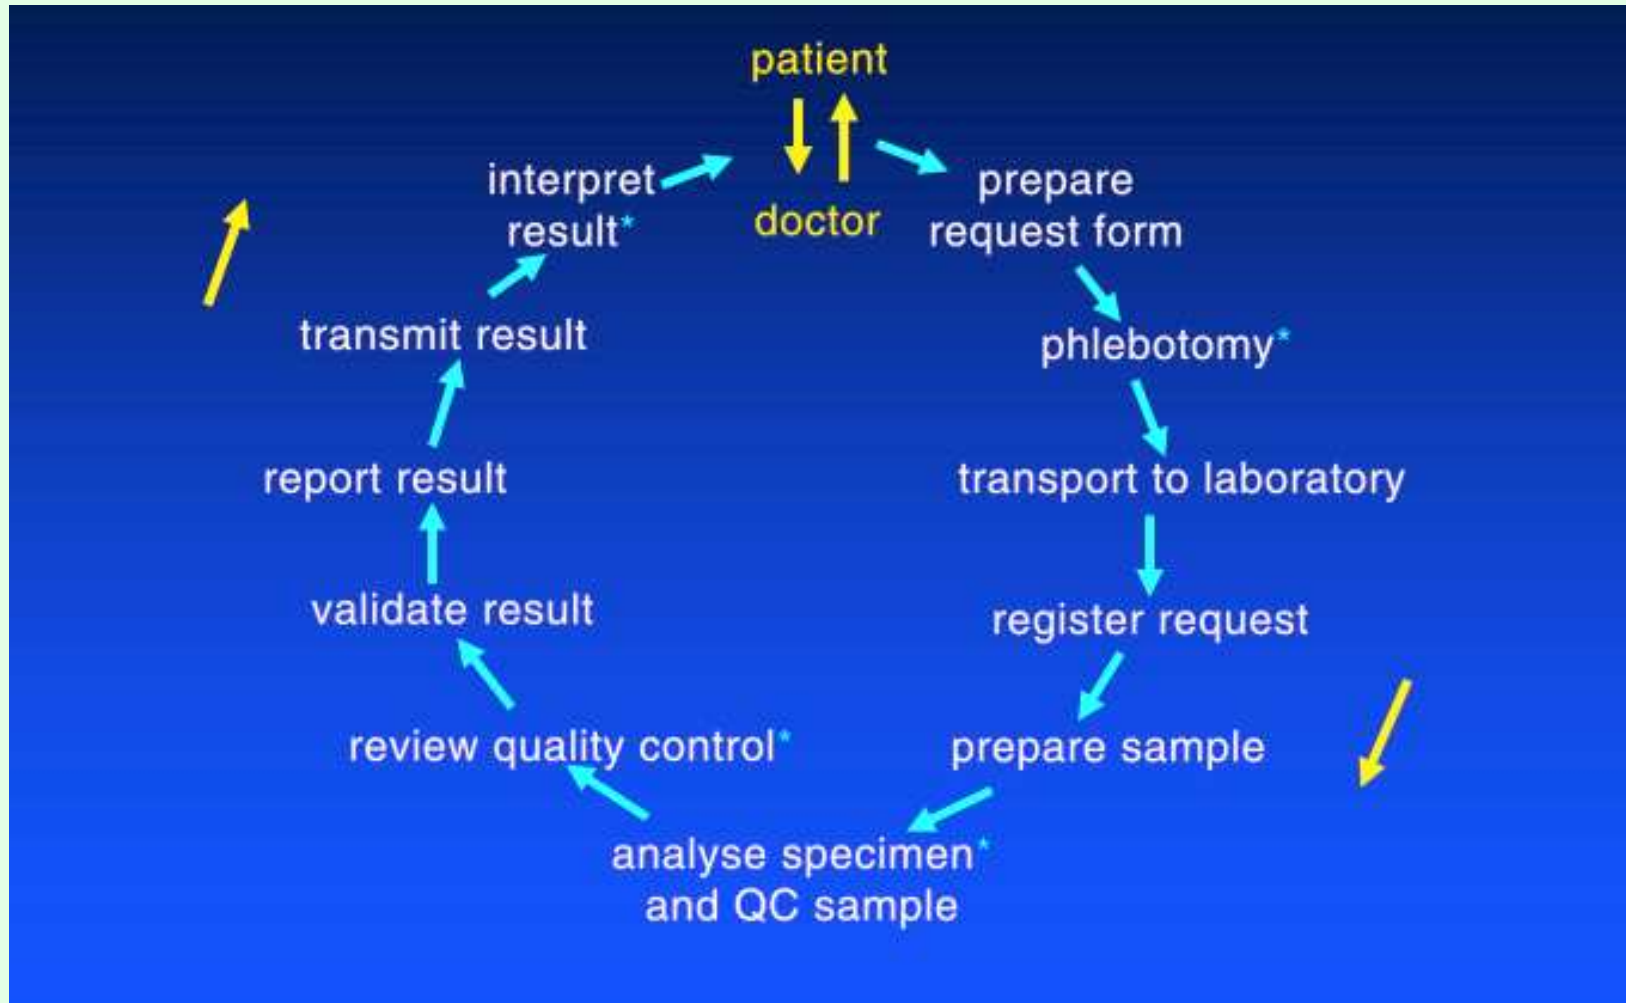 patient
doctor
prepare
request form
phlebotomy*
transport to laboratory
register request
prepare sample
analyse specimen*
and QC sample
review quality control*
validate result
report result
transmit result
interpret
result*